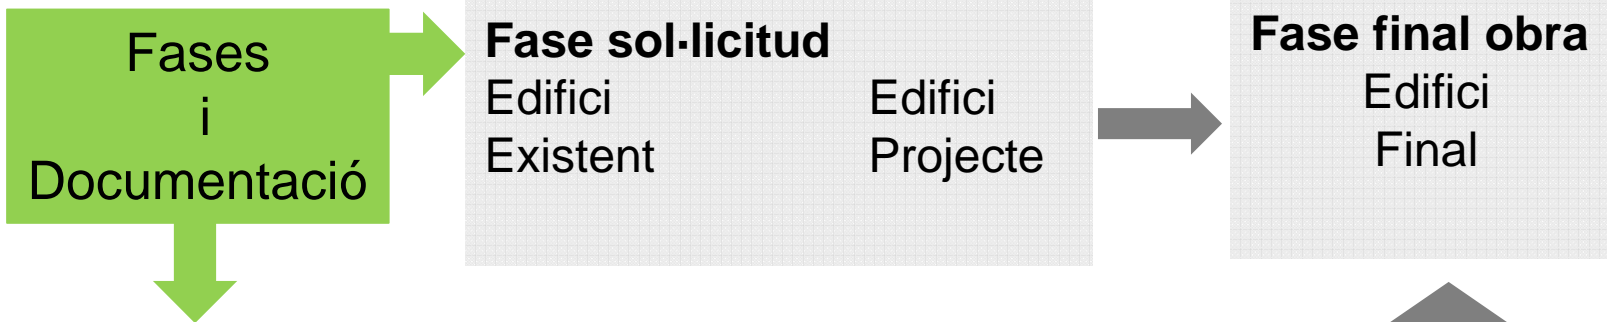 Fases
i
Documentació
Fase sol·licitud
Edifici Edifici
Existent Projecte
Fase final obra
Edifici
Final